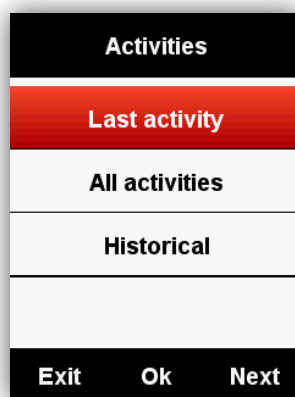 Activities
Last activity
All activities
Historical
Exit Ok Next